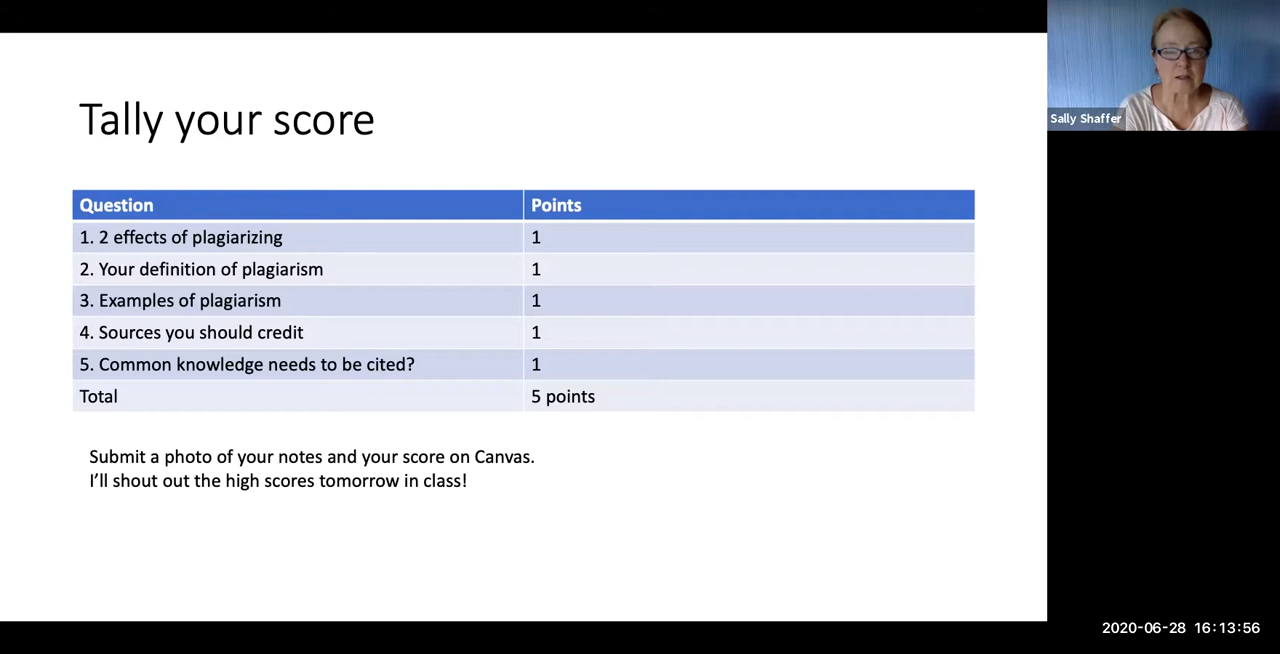 Tally your score
Sally Shaffer
Question Points
1. 2 effects of plagiarizing 1
2. Your definition of plagiarism 1
3. Examples of plagiarism 1
4. Sources you should credit 1
5. Common knowledge needs to be cited? 1
Total 5 points
Submit a photo of your notes and your score on Canvas.
I'll shout out the high scores tomorrow in class!
2020-06-28 16:13:56